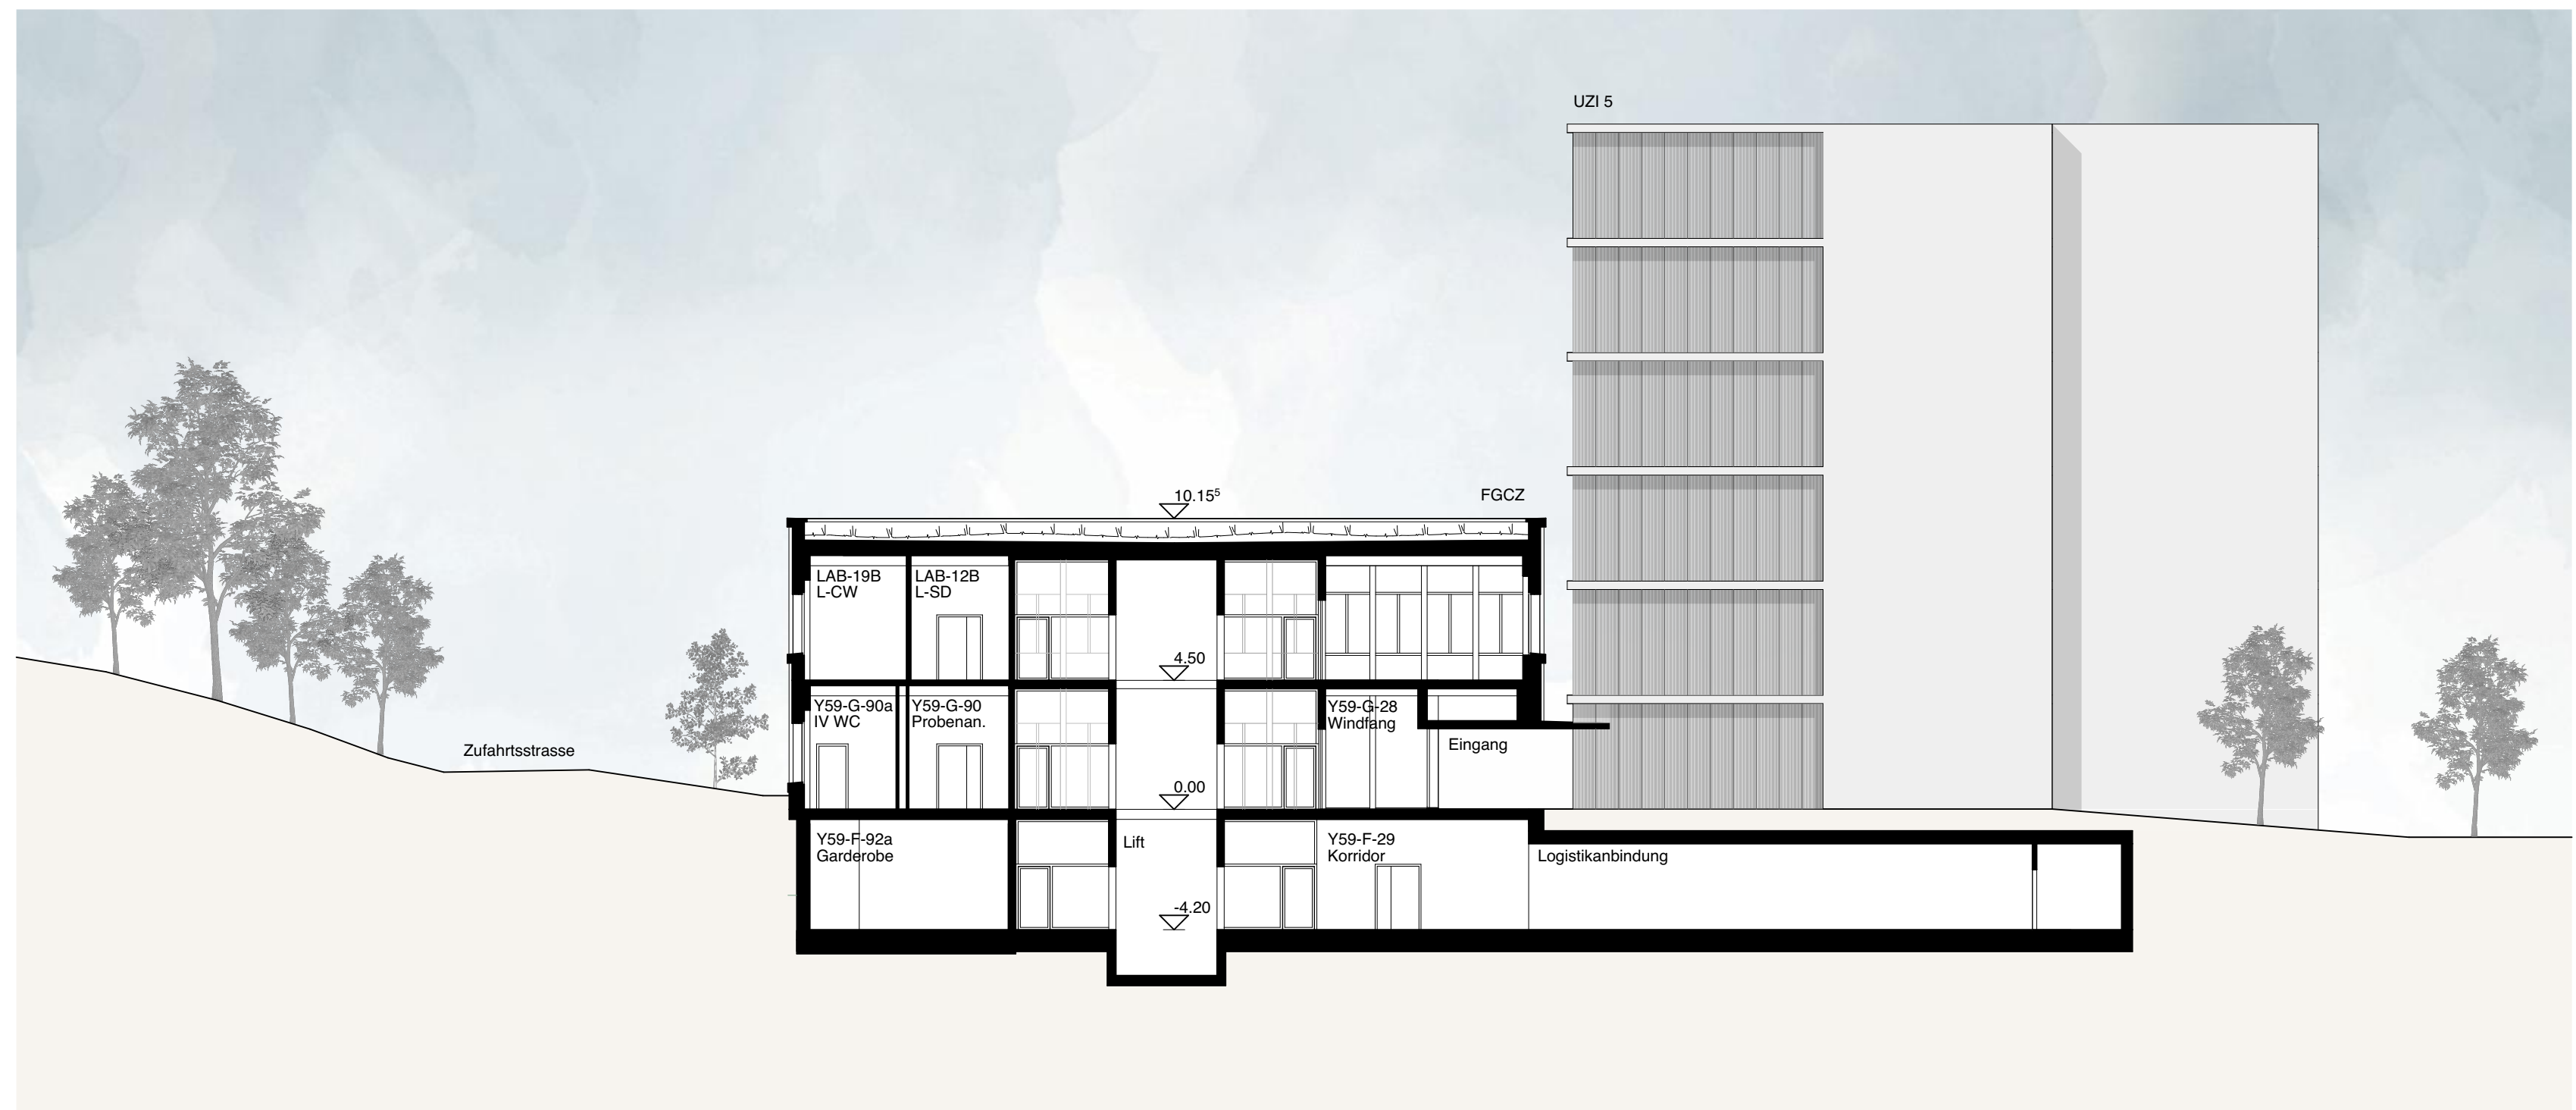 UZI 5
10.15⁵
FGCZ
LAB-19B
L-CW
LAB-12B
L-SD
4.50
Y59-G-90a
IV WC
Y59-G-90
Probenan.
Y59-G-28
Windfang
Eingang
Zufahrtsstrasse
0.00
Y59-F-92a
Garderobe
Lift
Y59-F-29
Korridor
Logistikanbindung
-4.20